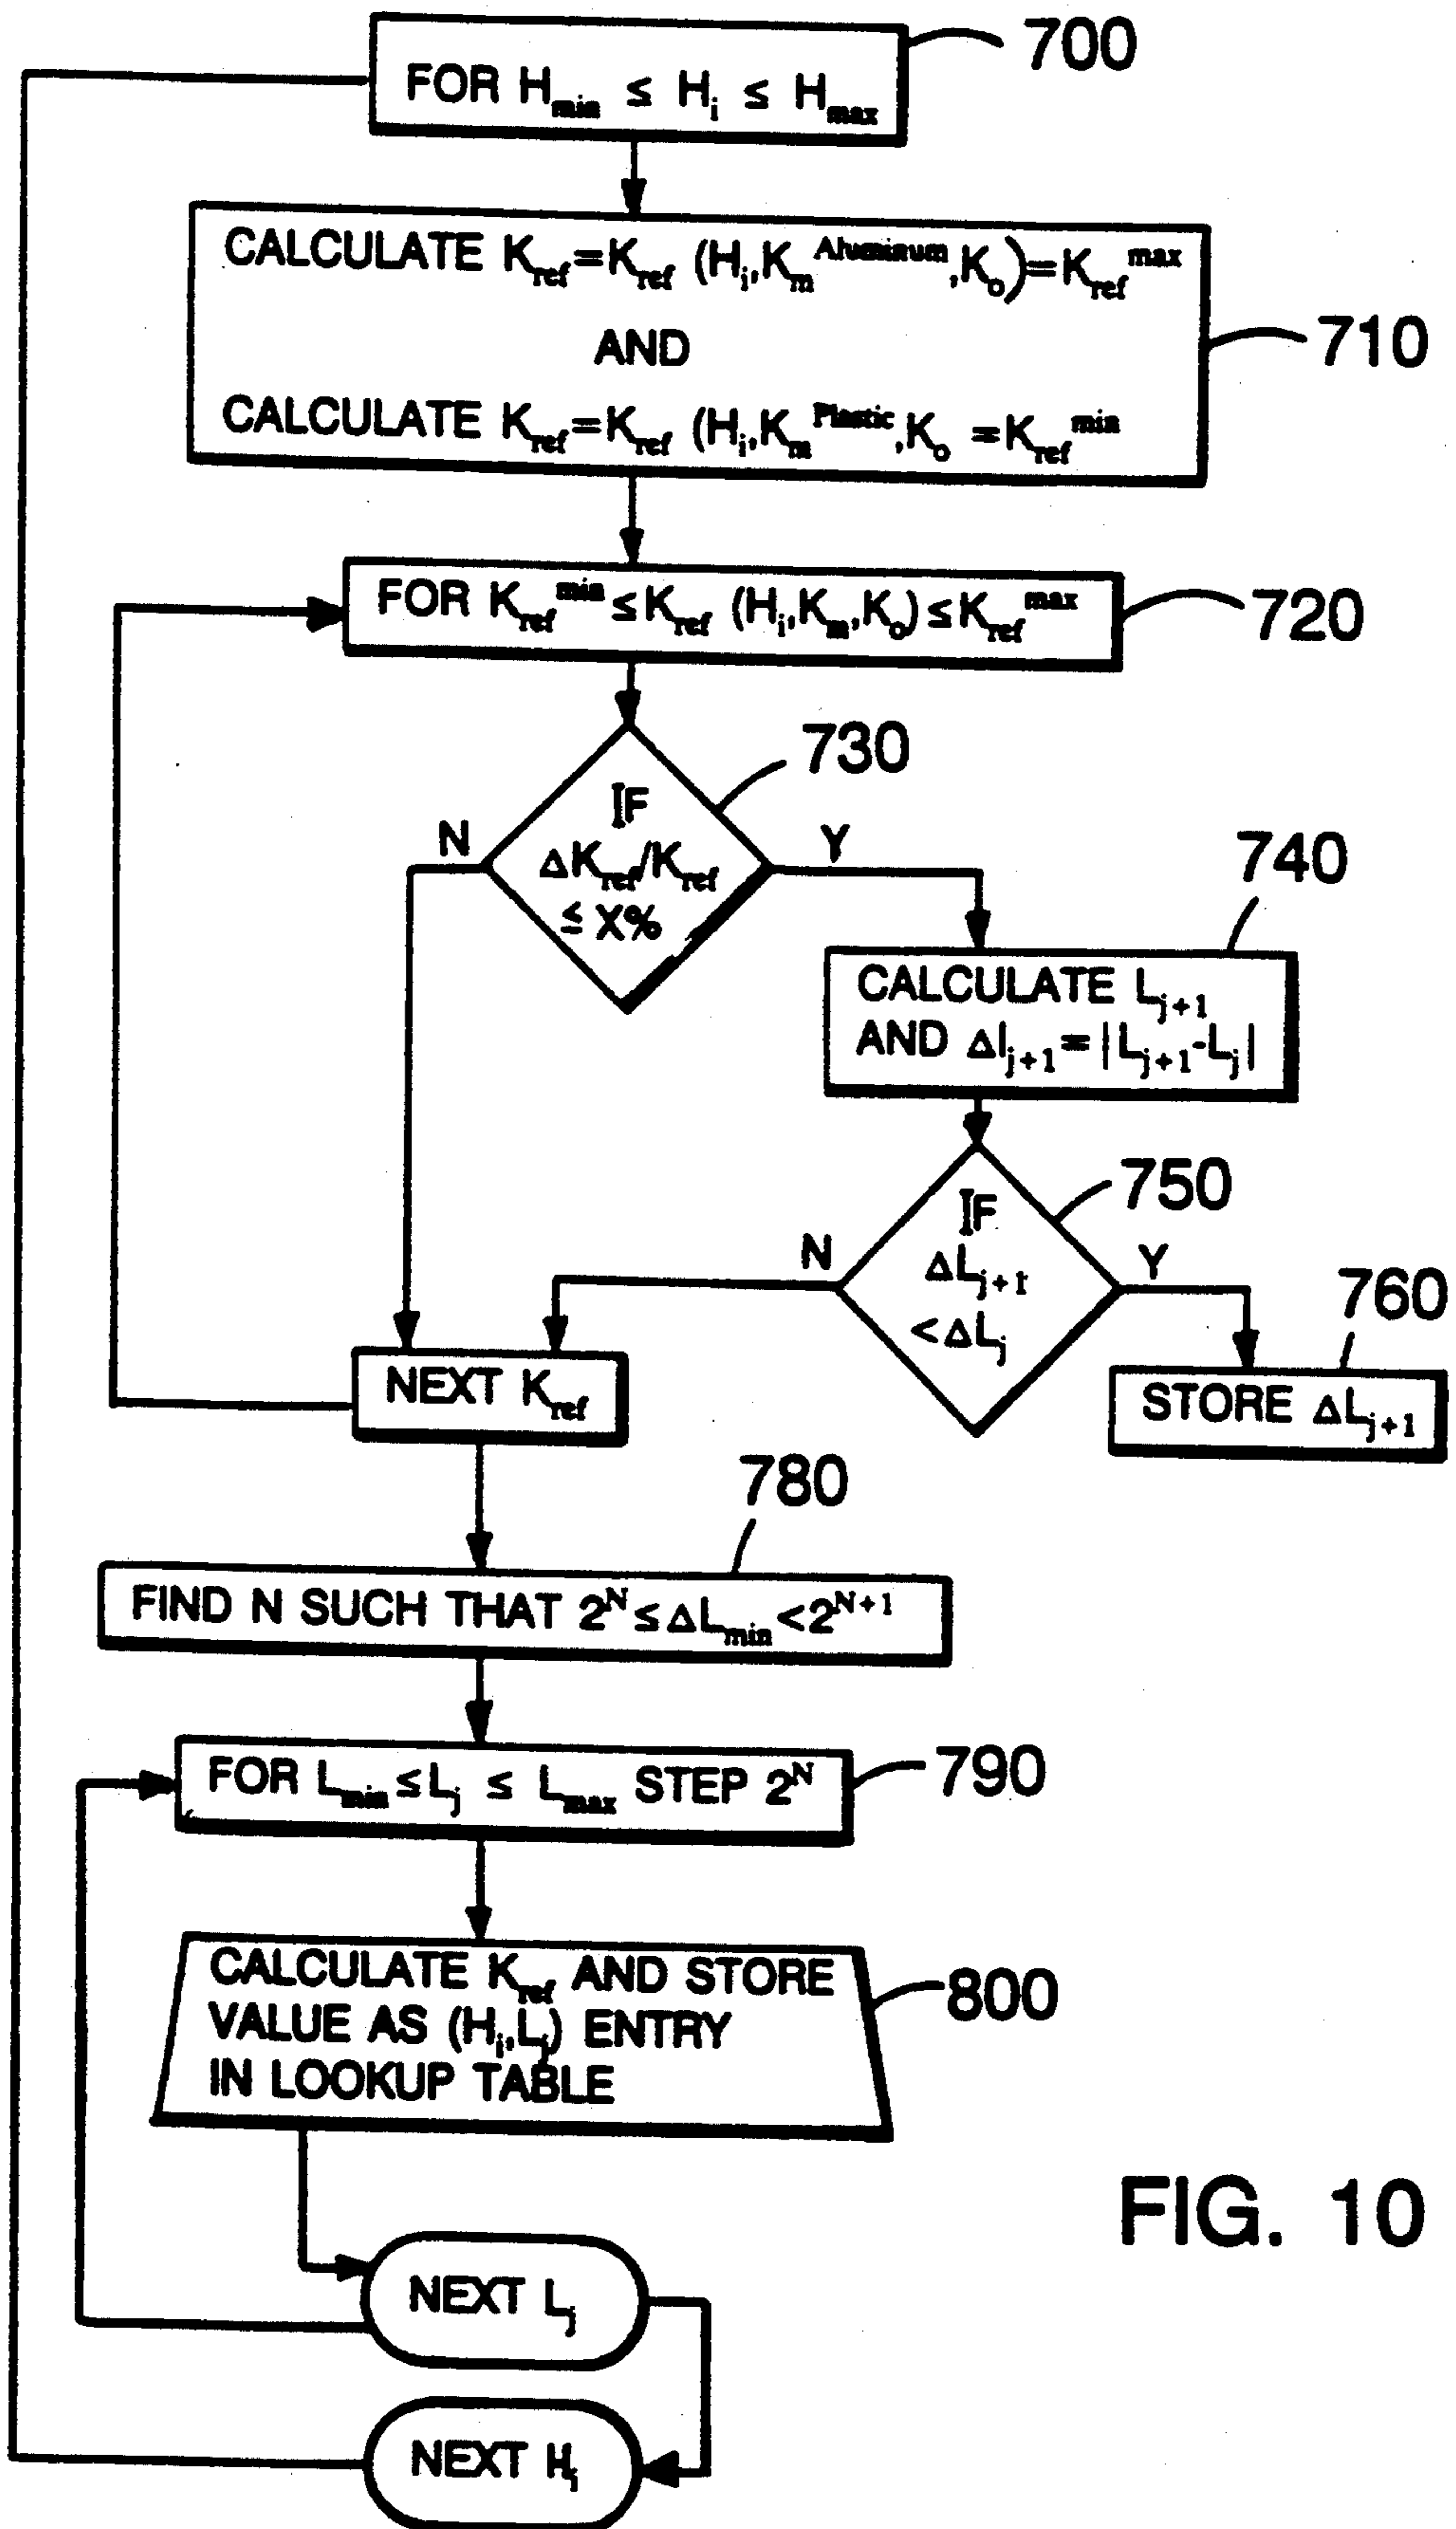 700
FOR H_min ≤ H_i ≤ H_max
CALCULATE K_ref=K_ref (H_i,K_m^Aluminum,K_o)=K_ref^max
AND
710
CALCULATE K_ref=K_ref (H_i,K_m^Plastic,K_o =K_ref^min
FOR K_ref^min ≤K_ref (H_i,K_m,K_o)≤K_ref^max
720
730
IF
ΔK_ref/K_ref
≤ X%
N
Y
740
CALCULATE L_j+1
AND Δl_j+1=|L_j+1-L_j|
750
IF
ΔL_j+1
<ΔL_j
N
Y
760
STORE ΔL_j+1
NEXT K_ref
780
FIND N SUCH THAT 2^N≤ΔL_min<2^N+1
FOR L_min≤L_j ≤ L_max STEP 2^N
790
CALCULATE K_ref AND STORE
VALUE AS (H_i,L_j) ENTRY
IN LOOKUP TABLE
800
NEXT L_j
NEXT H_i
FIG. 10